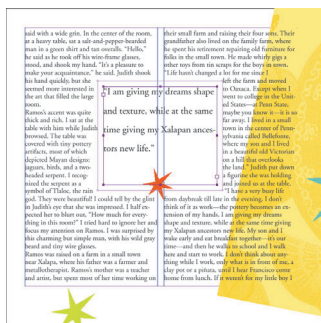 said with a wide grin. In the center of the room,
at a heavy table, sat a salt-and-pepper-bearded
man in a green shirt and tan overalls. "Hello,"
he said as he took off his wire-frame glasses,
stood, and shook my hand. "It's a pleasure to
make your acquaintance," he said. Judith shook
his hand quickly, but she
seemed more interested in
the art that filled the large
room.
Ramos's accent was quite
thick and rich. I sat at the
table with him while Judith
browsed. The table was
covered with tiny pottery
artifacts, most of which
depicted Mayan designs:
jaguars, birds, and a two-
headed serpent. I recog-
nized the serpent as a
symbol of Tlaloc, the rain
god. They were beautiful! I could tell by the glint
in Judith's eye that she was impressed. I half ex-
pected her to blurt out, "How much for every-
thing in this room!" I tried hard to ignore her and
focus my attention on Ramos. I was surprised by
this charming but simple man, with his wild gray
beard and tiny wire glasses.
Ramos was raised on a farm in a small town
near Xalapa, where his father was a farmer and
metallotherapist. Ramos's mother was a teacher
and artist, but spent most of her time working on
"I am giving my dreams shape
and texture, while at the same
time giving my Xalapan ances-
tors new life."
their small farm and raising their four sons. Their
grandfather also lived on the family farm, where
he spent his retirement repairing old furniture for
folks in the small town. He made whirly gigs a
other toys from tin scraps for the boys in town.
"Life hasn't changed a lot for me since I
left the farm and moved
to Oaxaca. Except when I
went to college in the Unit-
ed States—at Penn State,
maybe you know it—it is so
far away. I lived in a small
town in the center of Penn-
sylvania called Bellefonte,
where my son and I lived
in a beautiful old Victorian
on a hill that overlooks
the land." Judith put down
a figurine she was holding
and joined us at the table.
"I have a very busy life
from daybreak till late in the evening. I don't
think of it as work—the pottery becomes an ex-
tension of my hands. I am giving my dreams
shape and texture, while at the same time giving
my Xalapan ancestors new life. My son and I
wake early and eat breakfast together—it's our
time—and then he walks to school and I walk
here and start to work. I don't think about any-
thing while I work, only what is in front of me, a
clay pot or a piñata, until I hear Francisco come
home from lunch. If it weren't for my little boy I